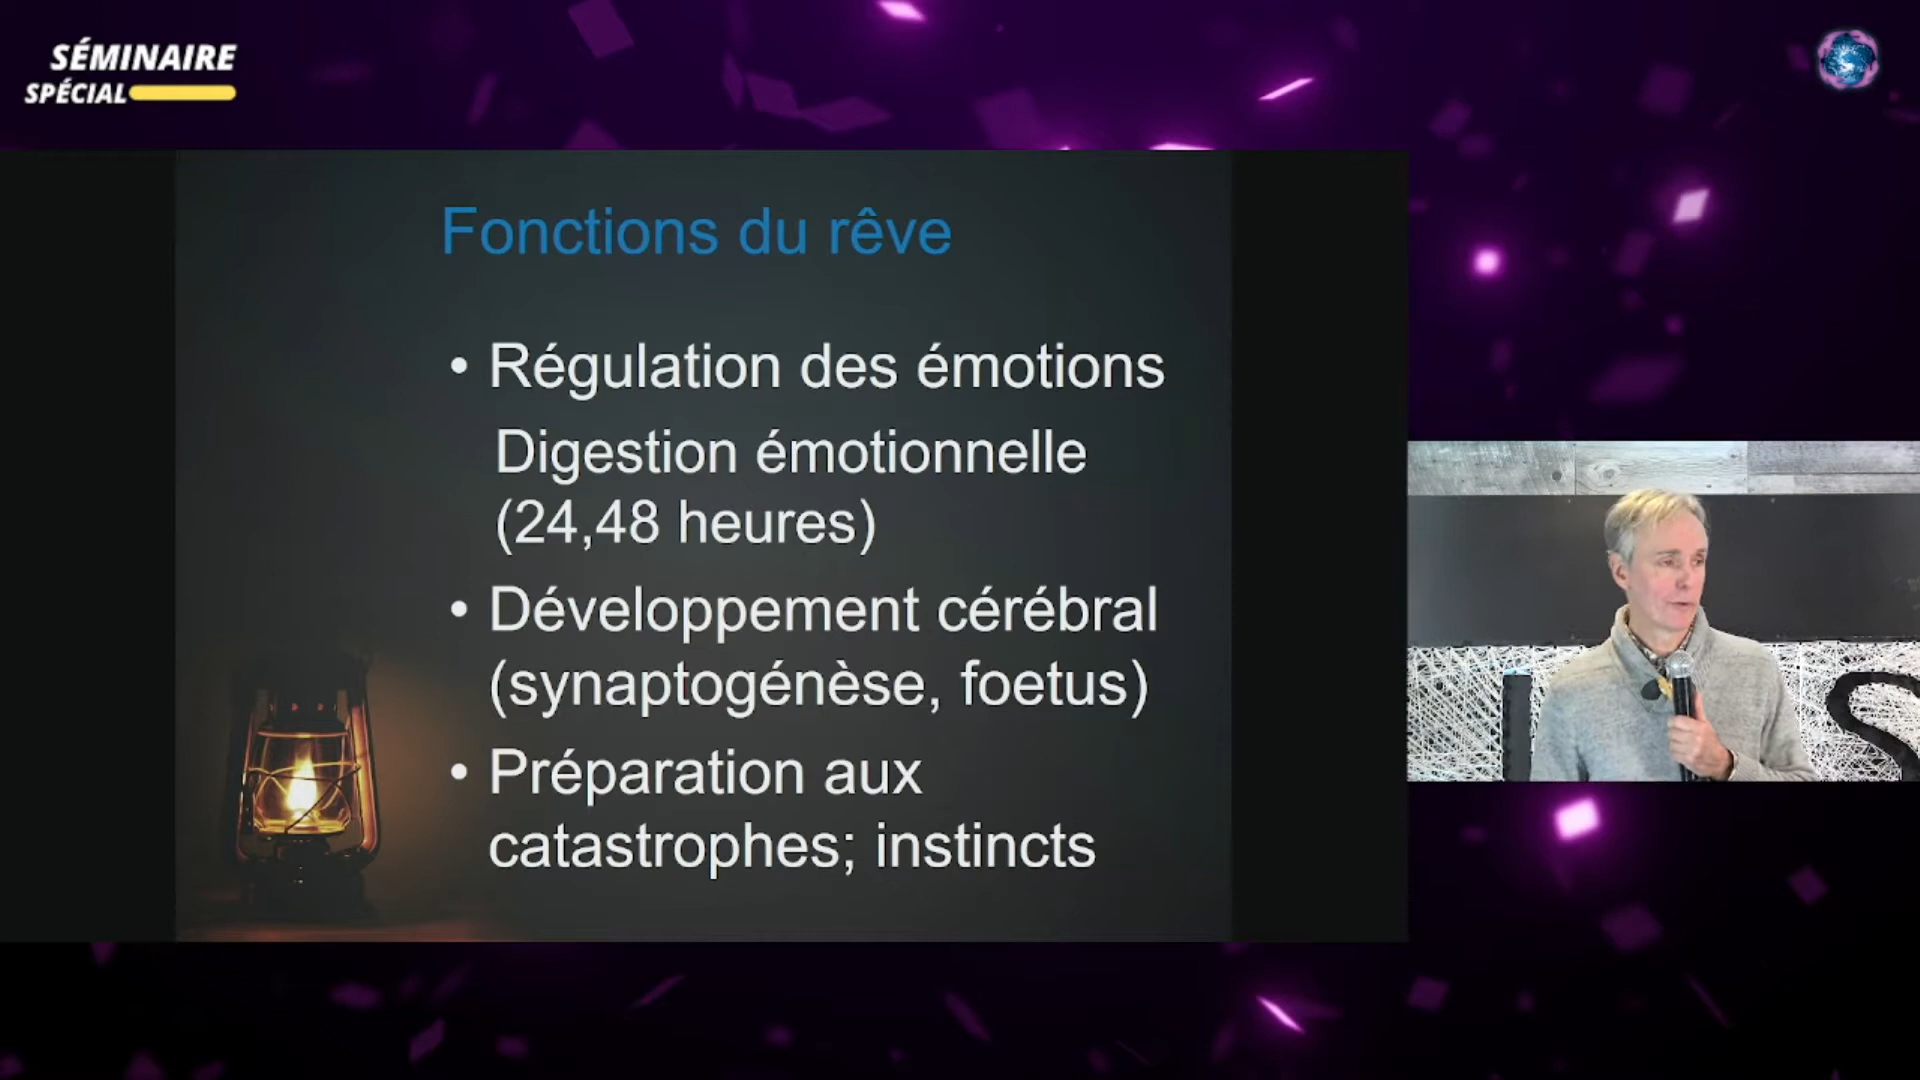 SÉMINAIRE
SPÉCIAL
Fonctions du rêve
• Régulation des émotions
Digestion émotionnelle
(24,48 heures)
• Développement cérébral
(synaptogénèse, foetus)
• Préparation aux
catastrophes; instincts